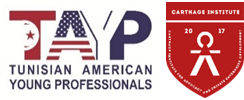 TAYP
TUNISIAN AMERICAN
YOUNG PROFESSIONALS
CARTHAGE INSTITUTE
20 17